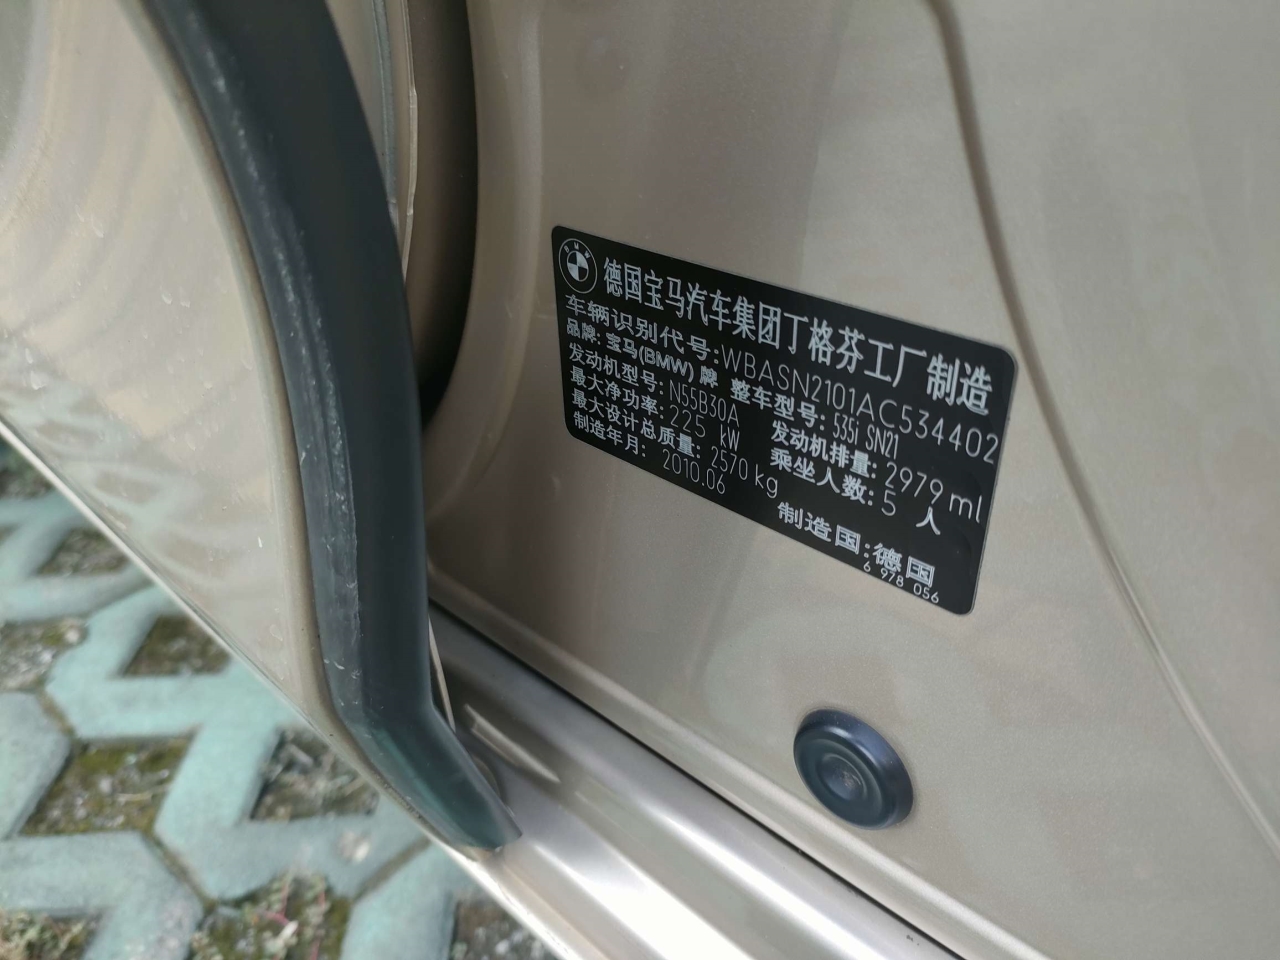 BMW
德国宝马汽车集团丁格芬工厂制造
车辆识别代号:WBASN2101AC534402
品牌:宝马(BMW)牌 整车型号:535i SN21
发动机型号:N55B30A 发动机排量:2979ml
最大净功率:225 kW 乘坐人数:5 人
最大设计总质量:2570kg
制造年月:2010.06 制造国:德国
6 978 056